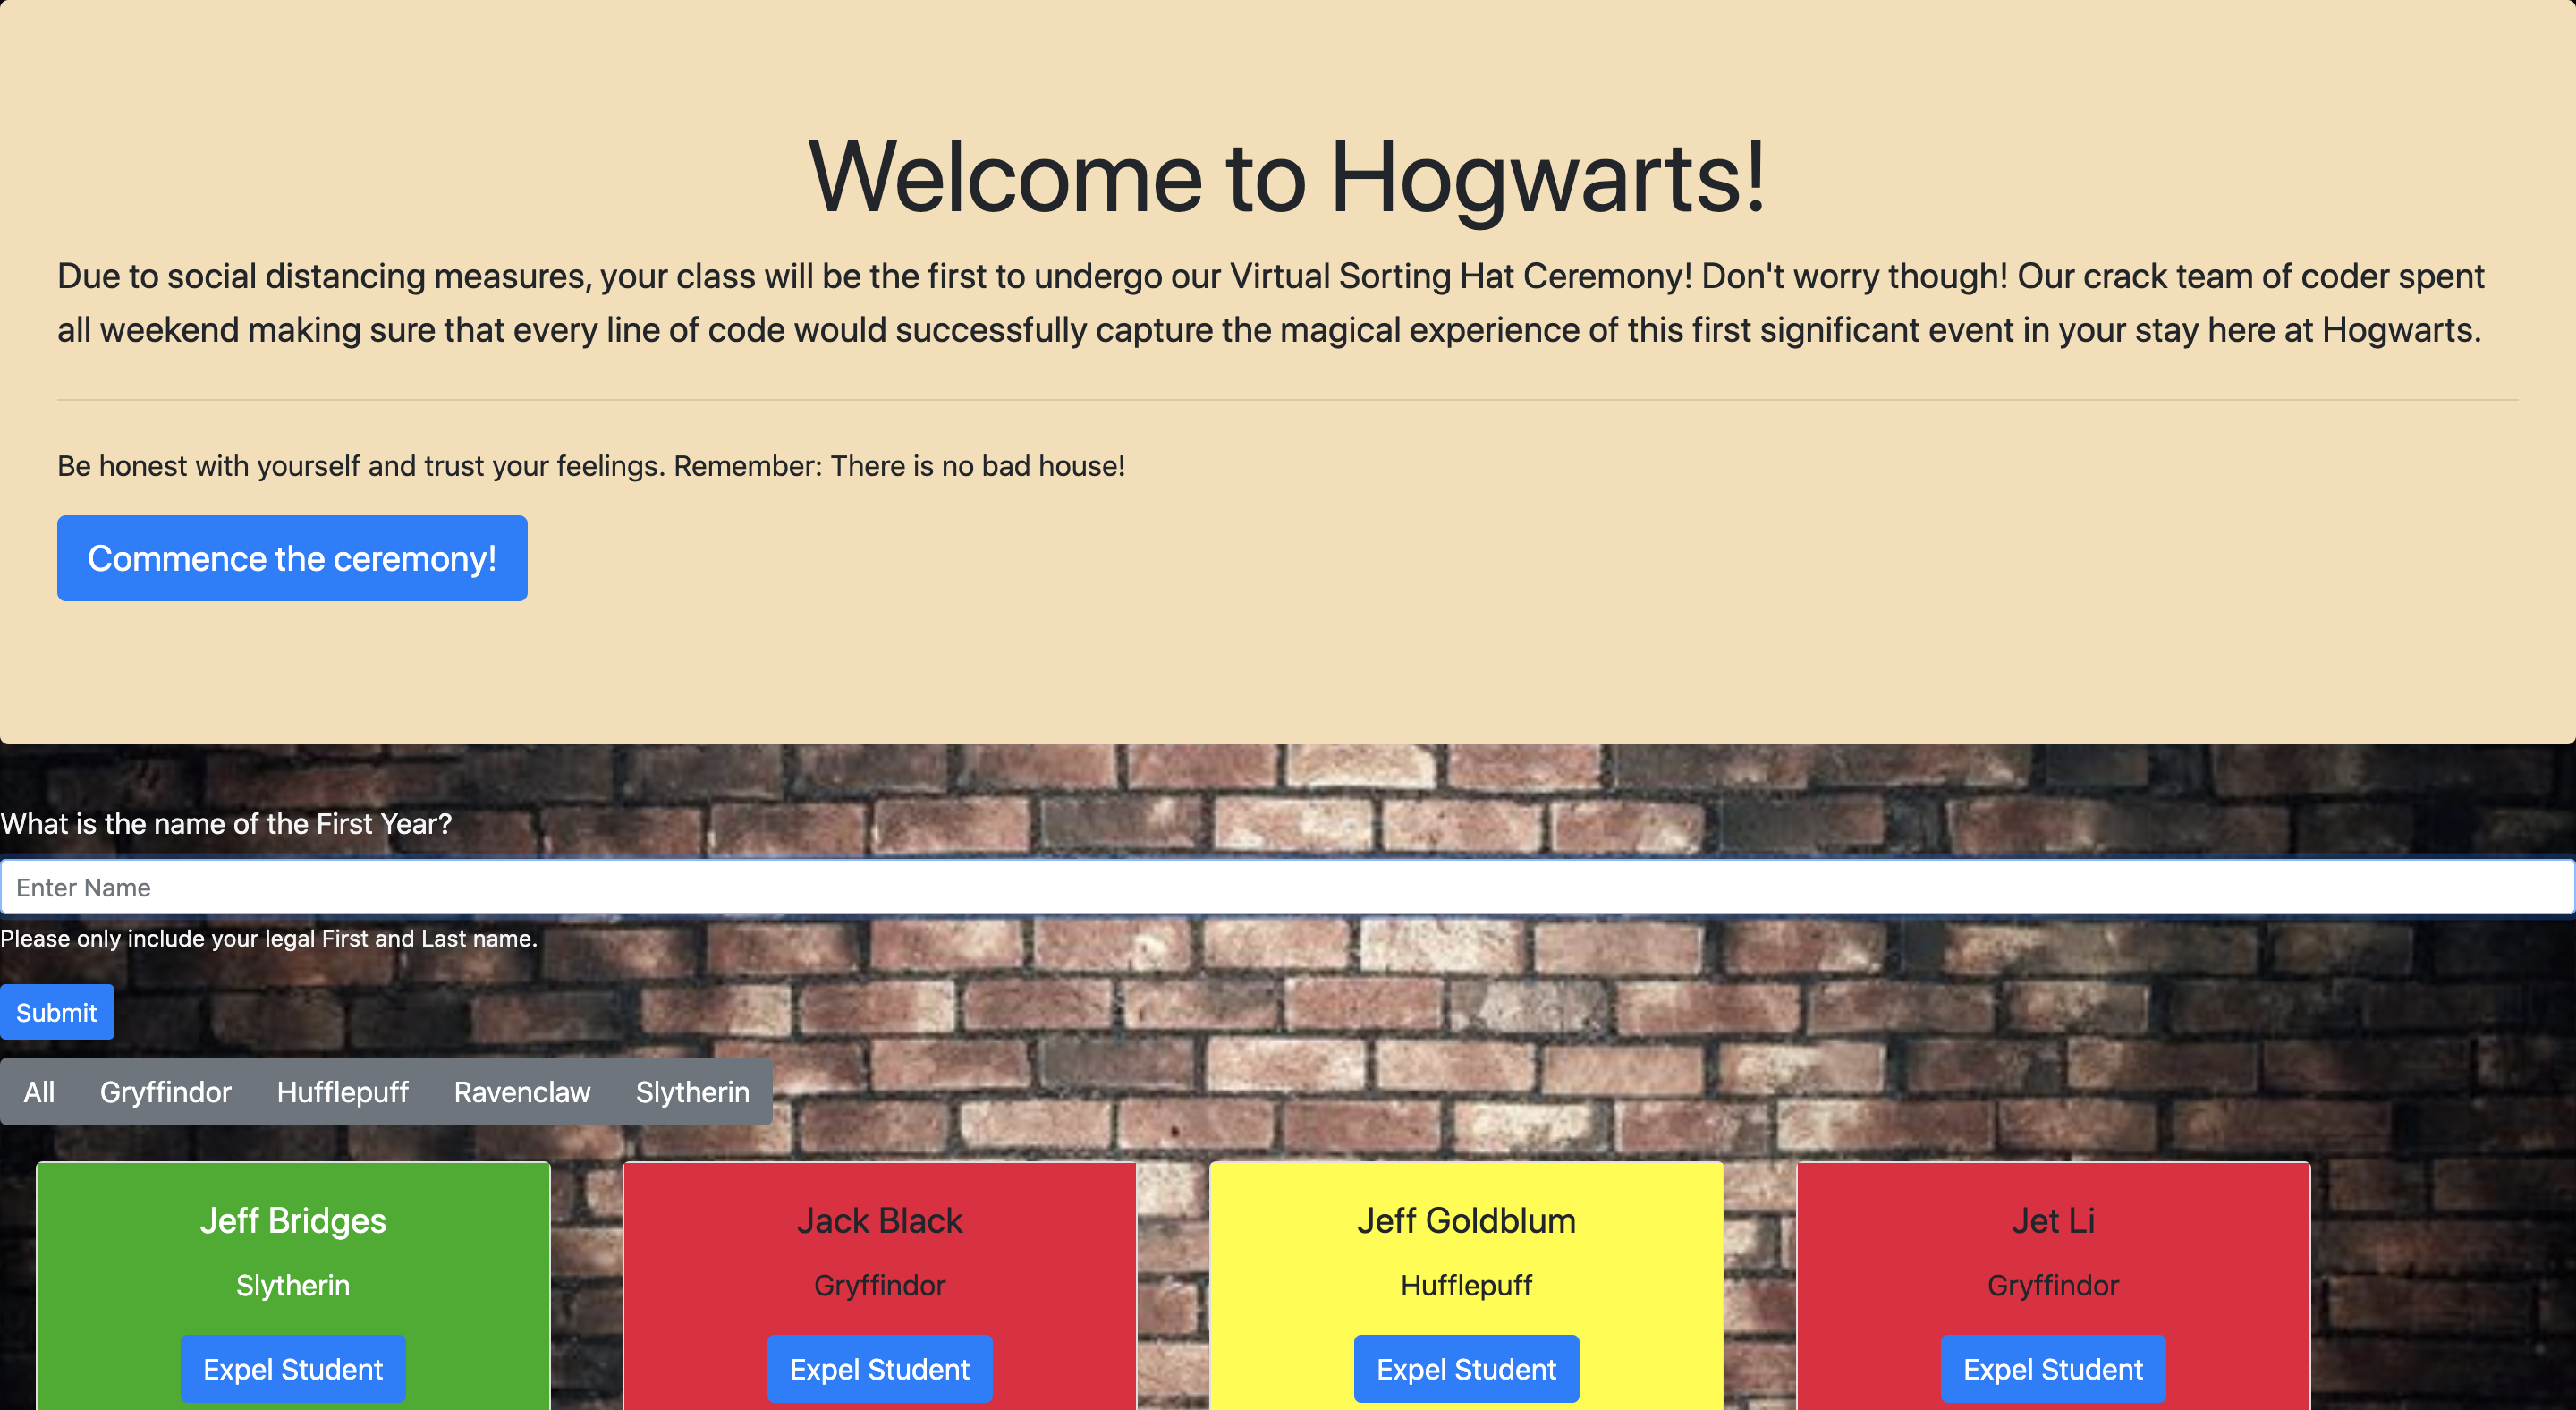 Welcome to Hogwarts!
Due to social distancing measures, your class will be the first to undergo our Virtual Sorting Hat Ceremony! Don't worry though! Our crack team of coder spent
all weekend making sure that every line of code would successfully capture the magical experience of this first significant event in your stay here at Hogwarts.
Be honest with yourself and trust your feelings. Remember: There is no bad house!
Commence the ceremony!
What is the name of the First Year?
Enter Name
Please only include your legal First and Last name.
Submit
All Gryffindor Hufflepuff Ravenclaw Slytherin
Jeff Bridges Jack Black Jeff Goldblum Jet Li
Slytherin Gryffindor Hufflepuff Gryffindor
Expel Student Expel Student Expel Student Expel Student